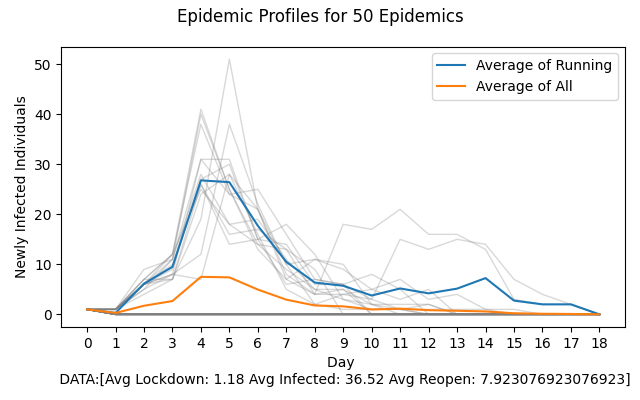 Epidemic Profiles for 50 Epidemics
Average of Running
Average of All
Newly Infected Individuals
50
40
30
20
10
0
0 1 2 3 4 5 6 7 8 9 10 11 12 13 14 15 16 17 18
Day
DATA:[Avg Lockdown: 1.18 Avg Infected: 36.52 Avg Reopen: 7.923076923076923]